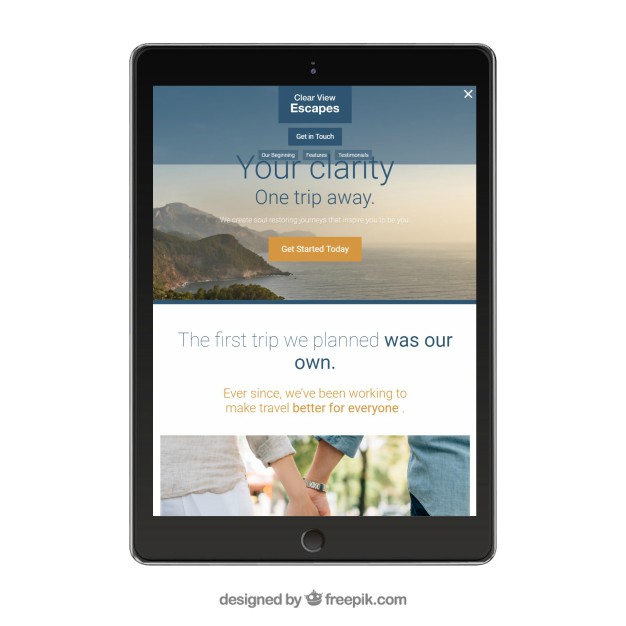 Clear View
Escapes
Get in Touch
Our Beginning Features Testimonials
Your clarity
One trip away.
We create soul restoring journeys that inspire you to be you.
Get Started Today
The first trip we planned was our
own.
Ever since, we've been working to
make travel better for everyone .
designed by freepik.com